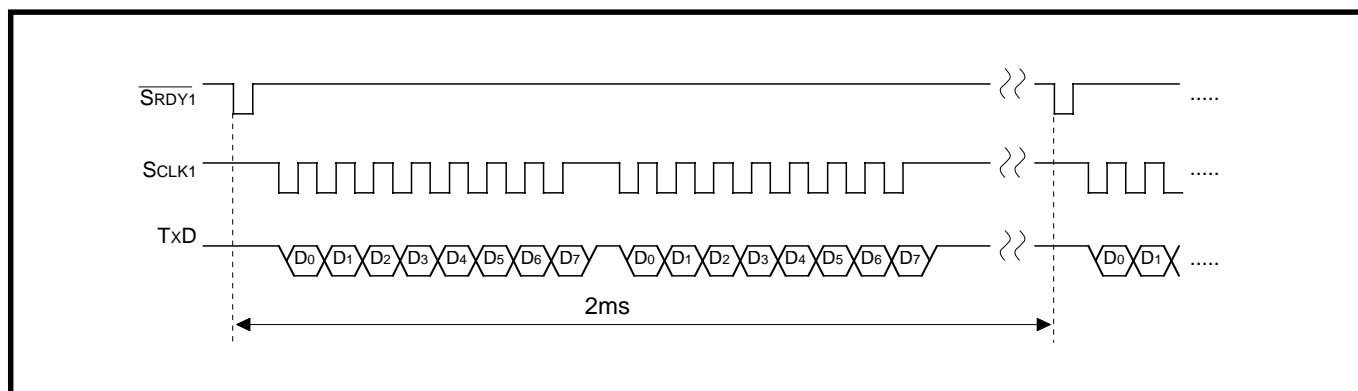 SRDY1 .....
SCLK1 .....
TxD D0 D1 D2 D3 D4 D5 D6 D7 D0 D1 D2 D3 D4 D5 D6 D7 D0 D1 .....
2ms